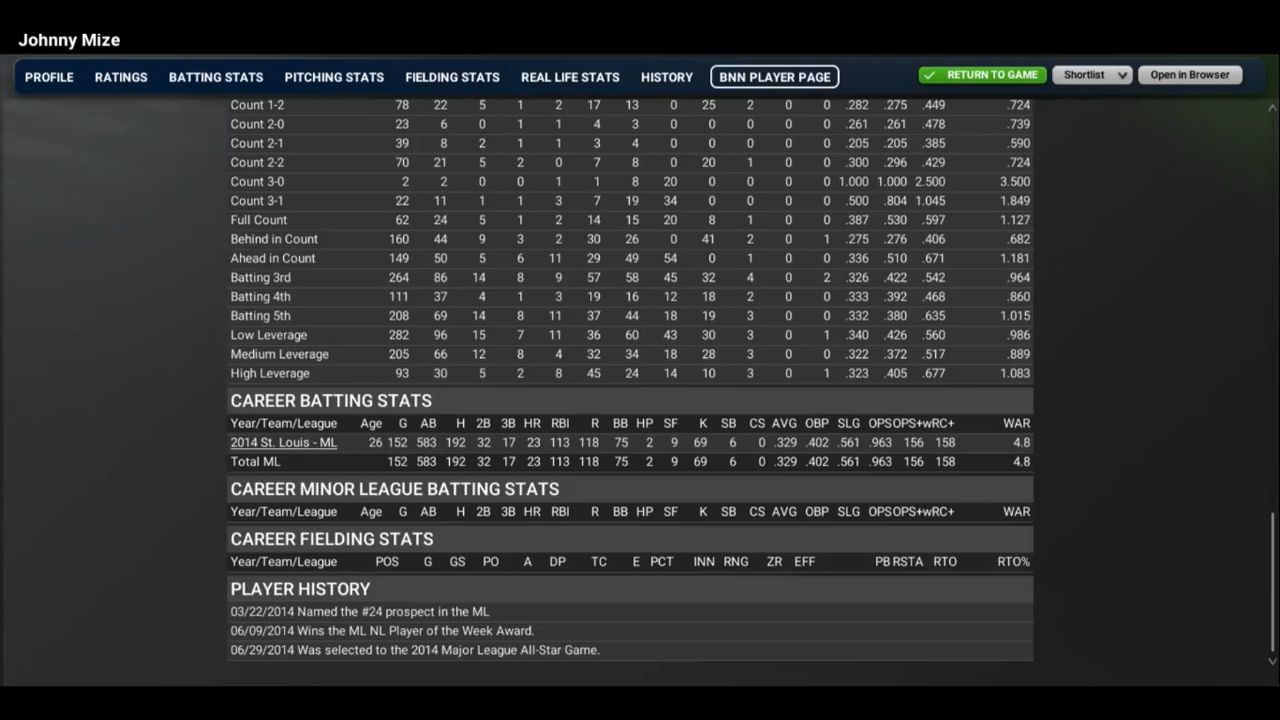 Johnny Mize
PROFILE RATINGS BATTING STATS PITCHING STATS FIELDING STATS REAL LIFE STATS HISTORY BNN PLAYER PAGE RETURN TO GAME Shortlist Open in Browser
Count 1-2 78 22 5 1 2 17 13 0 25 2 0 0 .282 .275 .449 .724
Count 2-0 23 6 0 1 1 4 3 0 0 0 0 0 .261 .261 .478 .739
Count 2-1 39 8 2 1 1 3 4 0 0 0 0 0 .205 .205 .385 .590
Count 2-2 70 21 5 2 0 7 8 0 20 1 0 0 .300 .296 .429 .724
Count 3-0 2 2 0 0 1 1 8 20 0 0 0 0 1.000 1.000 2.500 3.500
Count 3-1 22 11 1 1 3 7 19 34 0 0 0 0 .500 .804 1.045 1.849
Full Count 62 24 5 1 2 14 15 20 8 1 0 0 .387 .530 .597 1.127
Behind in Count 160 44 9 3 2 30 26 0 41 2 0 1 .275 .276 .406 .682
Ahead in Count 149 50 5 6 11 29 49 54 0 1 0 0 .336 .510 .671 1.181
Batting 3rd 264 86 14 8 9 57 58 45 32 4 0 2 .326 .422 .542 .964
Batting 4th 111 37 4 1 3 19 16 12 18 2 0 0 .333 .392 .468 .860
Batting 5th 208 69 14 8 11 37 44 18 19 3 0 0 .332 .380 .635 1.015
Low Leverage 282 96 15 7 11 36 60 43 30 3 0 1 .340 .426 .560 .986
Medium Leverage 205 66 12 8 4 32 34 18 28 3 0 0 .322 .372 .517 .889
High Leverage 93 30 5 2 8 45 24 14 10 3 0 1 .323 .405 .677 1.083
CAREER BATTING STATS
Year/Team/League Age G AB H 2B 3B HR RBI R BB HP SF K SB CS AVG OBP SLG OPSOPS+wRC+ WAR
2014 St. Louis - ML 26 152 583 192 32 17 23 113 118 75 2 9 69 6 0 .329 .402 .561 .963 156 158 4.8
Total ML 152 583 192 32 17 23 113 118 75 2 9 69 6 0 .329 .402 .561 .963 156 158 4.8
CAREER MINOR LEAGUE BATTING STATS
Year/Team/League Age G AB H 2B 3B HR RBI R BB HP SF K SB CS AVG OBP SLG OPSOPS+wRC+ WAR
CAREER FIELDING STATS
Year/Team/League POS G GS PO A DP TC E PCT INN RNG ZR EFF PB RSTA RTO RTO%
PLAYER HISTORY
03/22/2014 Named the #24 prospect in the ML
06/09/2014 Wins the ML NL Player of the Week Award.
06/29/2014 Was selected to the 2014 Major League All-Star Game.